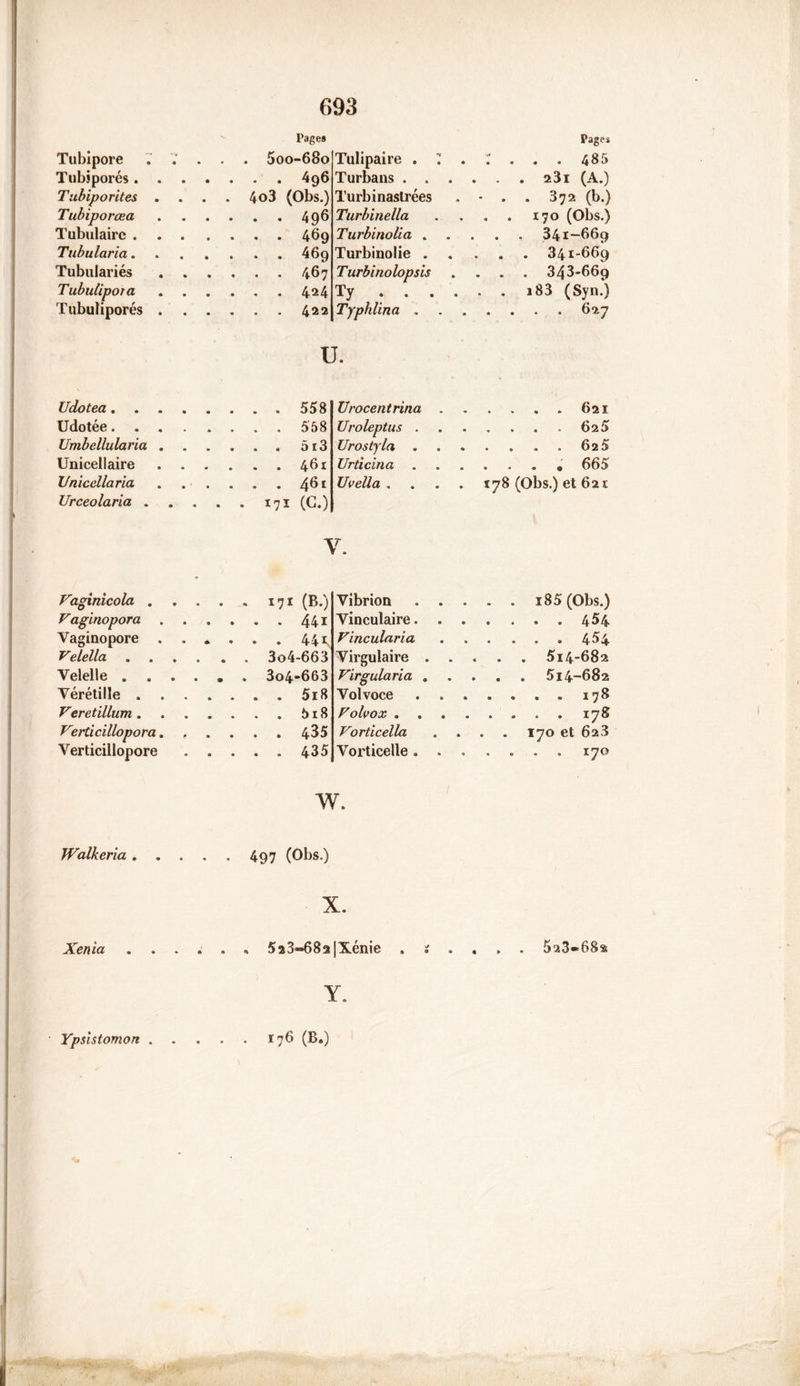 693
Pages
Tubipore . . . . . 500-680
Tubiporés . . . . . . . 496
Tubiporites . . . . 403 (Obs.)
Tubiporæa . . . . . . 496
Tubulaire . . . . . . . 469
Tubularia . . . . . . . 469
Tubulariés . . . . . . 467
Tubulipora . . . . . . 424
Tubuliporés . . . . . . 422
Pages
Tulipaire . . . . . . . 485
Turbans . . . . . . 231 (A.)
Turbinastrées . . . . 372 (b.)
Turbinella . . . . 170 (Obs.)
Turbinolia . . . . . . 341-669
Turbinolie . . . . . . 341-669
Turbinolopsis . . . . 343-669
Ty . . . . . . 183 (Syn.)
Typhlina . . . . . . . . 627
U.
Udotea . . . . . . . . 558
Udotée . . . . . . . . 558
Umbellularia . . . . . . 513
Unicellaire . . . . . . 461
Unicellaria . . . . . . 461
Urceolaria . . . . . 171 (C.)
Urocentrina . . . . . . 621
Uroleptus . . . . . . . 625
Urostyla . . . . . . . 625
Urticina . . . . . . . 665
Uvella . . . . 178 (Obs.) et 621
V.
Vaginicola . . . . . 171 (B.)
Vaginopora . . . . . . 441
Vaginopore . . . . . . 441
Velella . . . . . . 304-663
Velelle . . . . . . 304-663
Vérétille . . . . . . . 518
Veretillum . . . . . . . 518
Verticillopora . . . . . . 435
Verticillopore . . . . . 435
Vibrion . . . . . 185 (Obs.)
Vinculaire . . . . . . . 454
Vincularia . . . . . . 454
Virgulaire . . . . . 514-682
Virgularia . . . . . 514-682
Volvoce . . . . . . . 178
Volvox . . . . . . . . 178
Vorticella . . . . 170 et 623
Vorticelle . . . . . . . 170
W.
Walkeria . . . . . 497 (Obs.)
X.
Xenia . . . . . . 523-682
Xénie . . . . . . 523-682
Y.
Ypsistomon . . . . . 176 (B.)